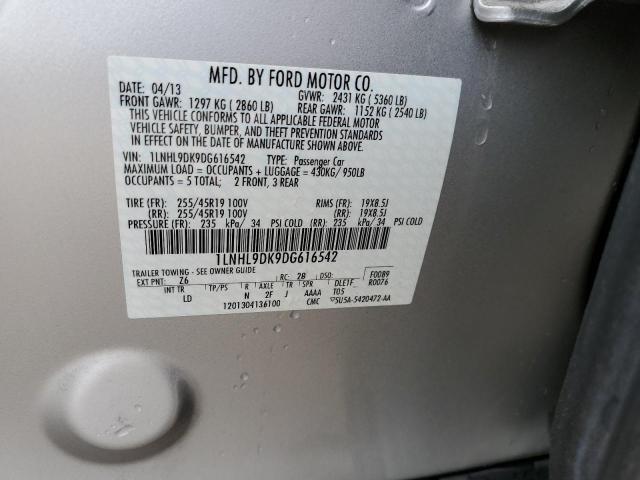 MFD. BY FORD MOTOR CO.
DATE: 04/13 GVWR: 2431 KG ( 5360 LB)
FRONT GAWR: 1297 KG ( 2860 LB) REAR GAWR: 1152 KG ( 2540 LB)
THIS VEHICLE CONFORMS TO ALL APPLICABLE FEDERAL MOTOR
VEHICLE SAFETY, BUMPER, AND THEFT PREVENTION STANDARDS
IN EFFECT ON THE DATE OF MANUFACTURE SHOWN ABOVE.
VIN: 1LNHL9DK9DG616542 TYPE: Passenger Car
MAXIMUM LOAD = OCCUPANTS + LUGGAGE = 430KG/ 950LB
OCCUPANTS = 5 TOTAL; 2 FRONT, 3 REAR
TIRE (FR): 255/45R19 100V RIMS (FR): 19X8.5J
(RR): 255/45R19 100V (RR): 19X8.5J
PRESSURE (FR): 235 kPa/ 34 PSI COLD (RR): 235 kPa/ 34 PSI COLD
1LNHL9DK9DG616542
TRAILER TOWING - SEE OWNER GUIDE
EXT PNT: Z6 RC: 28 DSO: F0089
INT TR TP/PS R AXLE TR SPR DLE1F R0076
LD N 2F J AAAA T05
1201304136100 CMC 5U5A-5420472-AA